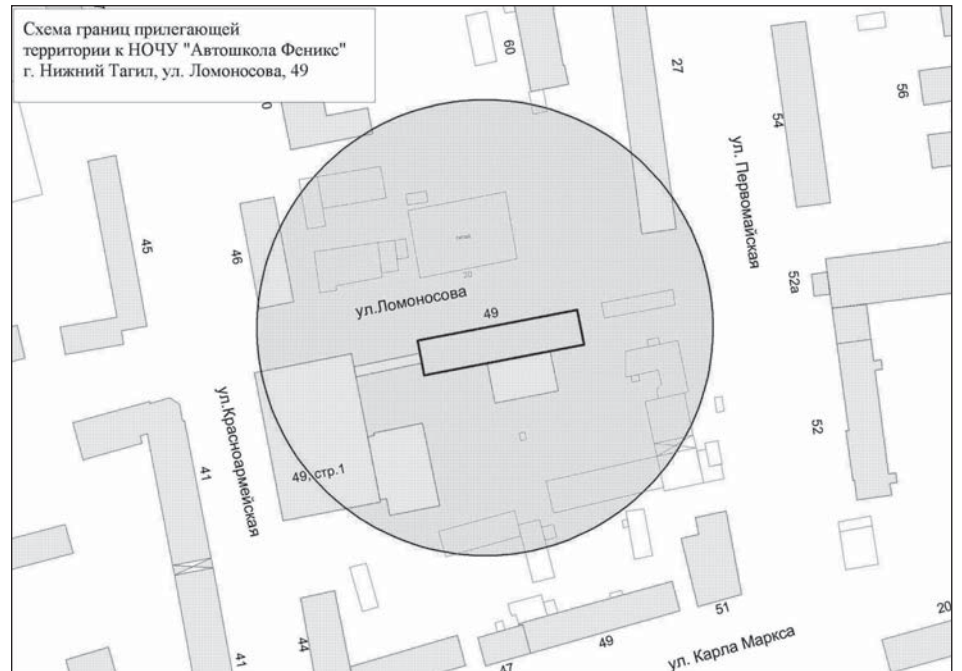 Схема границ прилегающей
территории к НОЧУ "Автошкола Феникс"
г. Нижний Тагил, ул. Ломоносова, 49
60
27
56
54
ул. Первомайская
45
46
20
ул.Ломоносова
49
52а
52
ул.Красноармейская
41
49, стр.1
41
44
47
49
51
ул. Карла Маркса
20